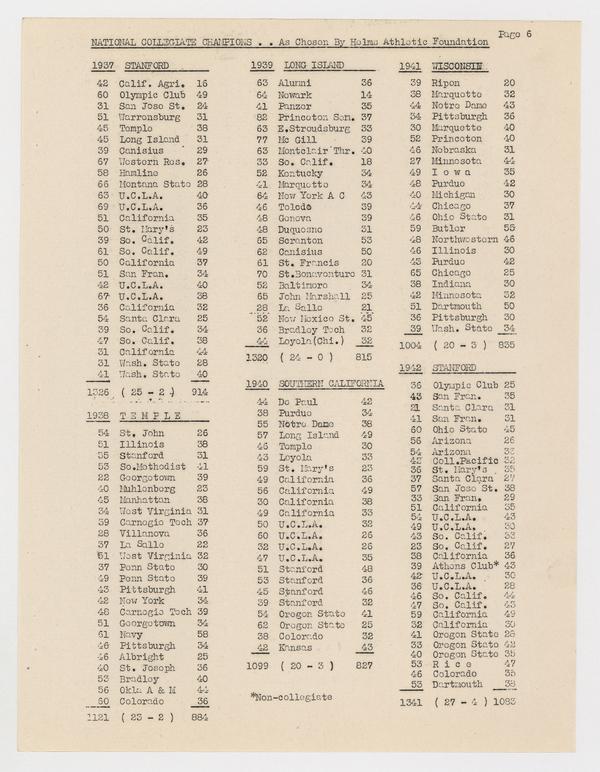 Page 6
NATIONAL COLLEGIATE CHAMPIONS . . As Chosen By Helms Athletic Foundation
1937 STANFORD
42 Calif. Agri. 16
60 Olympic Club 49
31 San Jose St. 24
51 Warrensburg 31
45 Temple 38
45 Long Island 31
39 Canisius 29
67 Western Res. 27
58 Hamline 26
66 Montana State 28
63 U.C.L.A. 40
69 U.C.L.A. 36
51 California 35
50 St. Mary's 23
39 So. Calif. 42
61 So. Calif. 49
50 California 37
51 San Fran. 34
42 U.C.L.A. 40
67 U.C.L.A. 38
36 California 32
54 Santa Clara 25
39 So. Calif. 34
47 So. Calif. 38
31 California 44
31 Wash. State 28
41 Wash. State 40
1326 ( 25 - 2 ) 914
1938 T E M P L E
54 St. John 26
51 Illinois 38
35 Stanford 31
53 So.Methodist 41
22 Georgetown 39
40 Muhlenberg 23
45 Manhattan 38
34 West Virginia 31
39 Carnegie Tech 37
28 Villanova 36
37 La Salle 22
51 West Virginia 32
37 Penn State 30
49 Penn State 39
43 Pittsburgh 41
42 New York 34
48 Carnegie Tech 39
51 Georgetown 34
61 Navy 58
46 Pittsburgh 34
46 Albright 25
40 St. Joseph 36
53 Bradley 40
56 Okla A & M 44
60 Colorado 36
1121 ( 23 - 2 ) 884
1939 LONG ISLAND
63 Alumni 36
64 Newark 14
41 Panzer 35
82 Princeton Sem. 37
63 E.Stroudsburg 33
77 Mc Gill 39
63 Montclair Thr. 40
33 So. Calif. 18
52 Kentucky 34
41 Marquette 34
64 New York A C 43
46 Toledo 39
48 Geneva 39
48 Duquesne 31
65 Scranton 53
62 Canisius 50
61 St. Francis 20
70 St.Bonaventure 31
52 Baltimore 34
65 John Marshall 25
28 La Salle 21
52 New Mexico St. 45
36 Bradley Tech 32
44 Loyola(Chi.) 32
1320 ( 24 - 0 ) 815
1940 SOUTHERN CALIFORNIA
44 De Paul 42
38 Purdue 34
55 Notre Dame 38
57 Long Island 49
46 Temple 30
43 Loyola 33
59 St. Mary's 23
49 California 36
56 California 49
30 California 38
49 California 33
50 U.C.L.A. 32
60 U.C.L.A. 26
32 U.C.L.A. 26
47 U.C.L.A. 35
51 Stanford 48
53 Stanford 36
45 Stanford 46
39 Stanford 32
54 Oregon State 41
62 Oregon State 25
38 Colorado 32
42 Kansas 43
1099 ( 20 - 3 ) 827
*Non-collegiate
1941 WISCONSIN
39 Ripon 20
38 Marquette 32
44 Notre Dame 43
34 Pittsburgh 36
30 Marquette 40
52 Princeton 40
46 Nebraska 31
27 Minnesota 44
49 I o w a 35
48 Purdue 42
40 Michigan 30
44 Chicago 37
46 Ohio State 31
59 Butler 55
48 Northwestern 46
46 Illinois 30
43 Purdue 42
65 Chicago 25
38 Indiana 30
42 Minnesota 32
51 Dartmouth 50
36 Pittsburgh 30
39 Wash. State 34
1004 ( 20 - 3 ) 835
1942 STANFORD
36 Olympic Club 25
43 San Fran. 35
21 Santa Clara 31
41 San Fran. 31
60 Ohio State 45
56 Arizona 26
54 Arizona
42 Coll.Pacific 32
36 St. Mary's 35
37 Santa Clara 27
57 San Jose St. 38
33 San Fran. 29
51 California 35
54 U.C.L.A. 43
49 U.C.L.A. 30
43 So. Calif. 33
23 So. Calif. 27
38 California 36
39 Athens Club* 43
42 U.C.L.A. 30
36 U.C.L.A. 28
46 So. Calif. 44
47 So. Calif. 43
59 California 49
32 California 30
41 Oregon State 28
33 Oregon State 42
40 Oregon State 35
53 R i c e 47
46 Colorado 35
53 Dartmouth 38
1341 ( 27 - 4 ) 1083